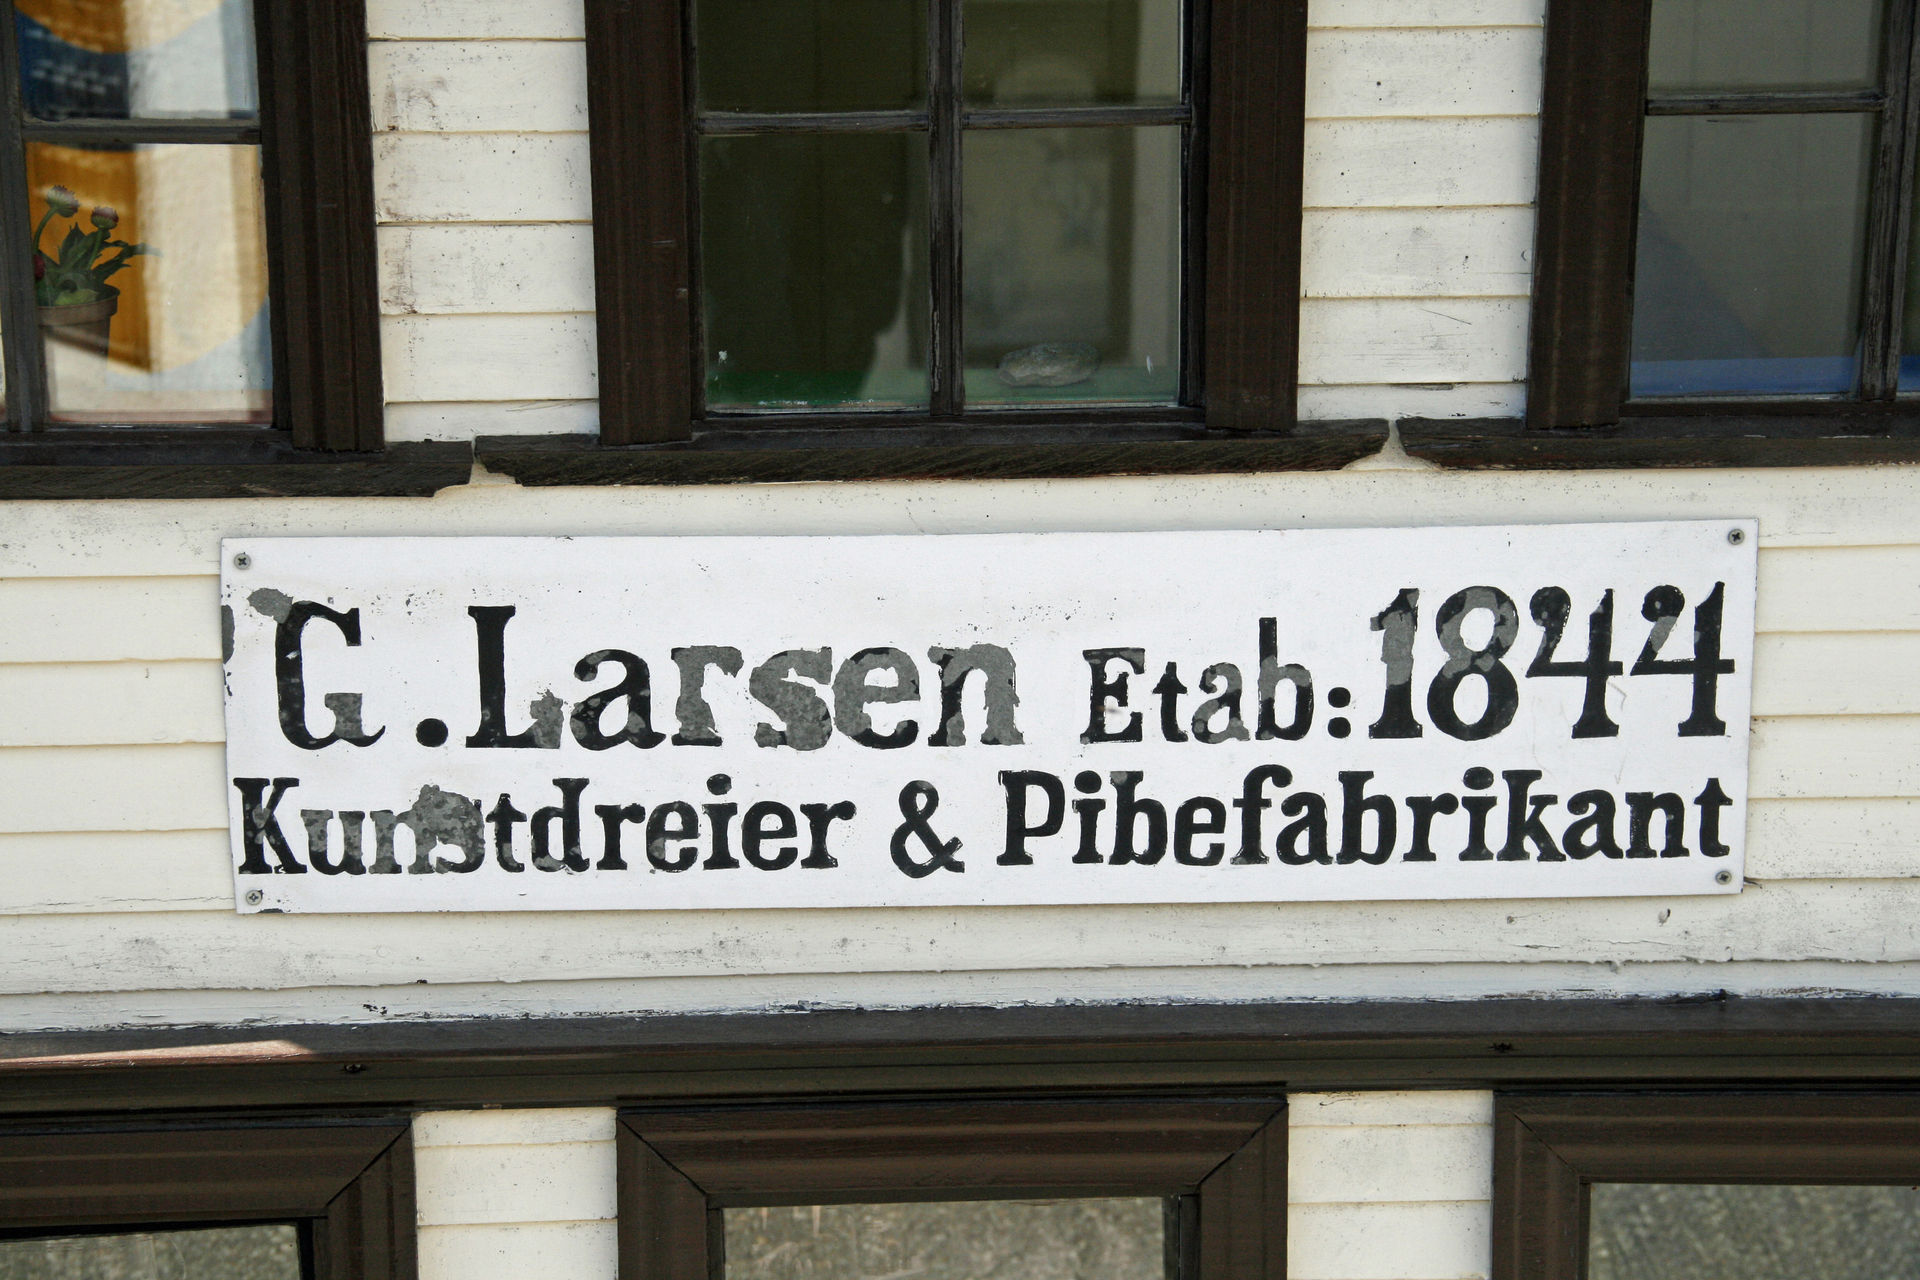 G. Larsen Etab: 1844
Kunstdreier & Pibefabrikant